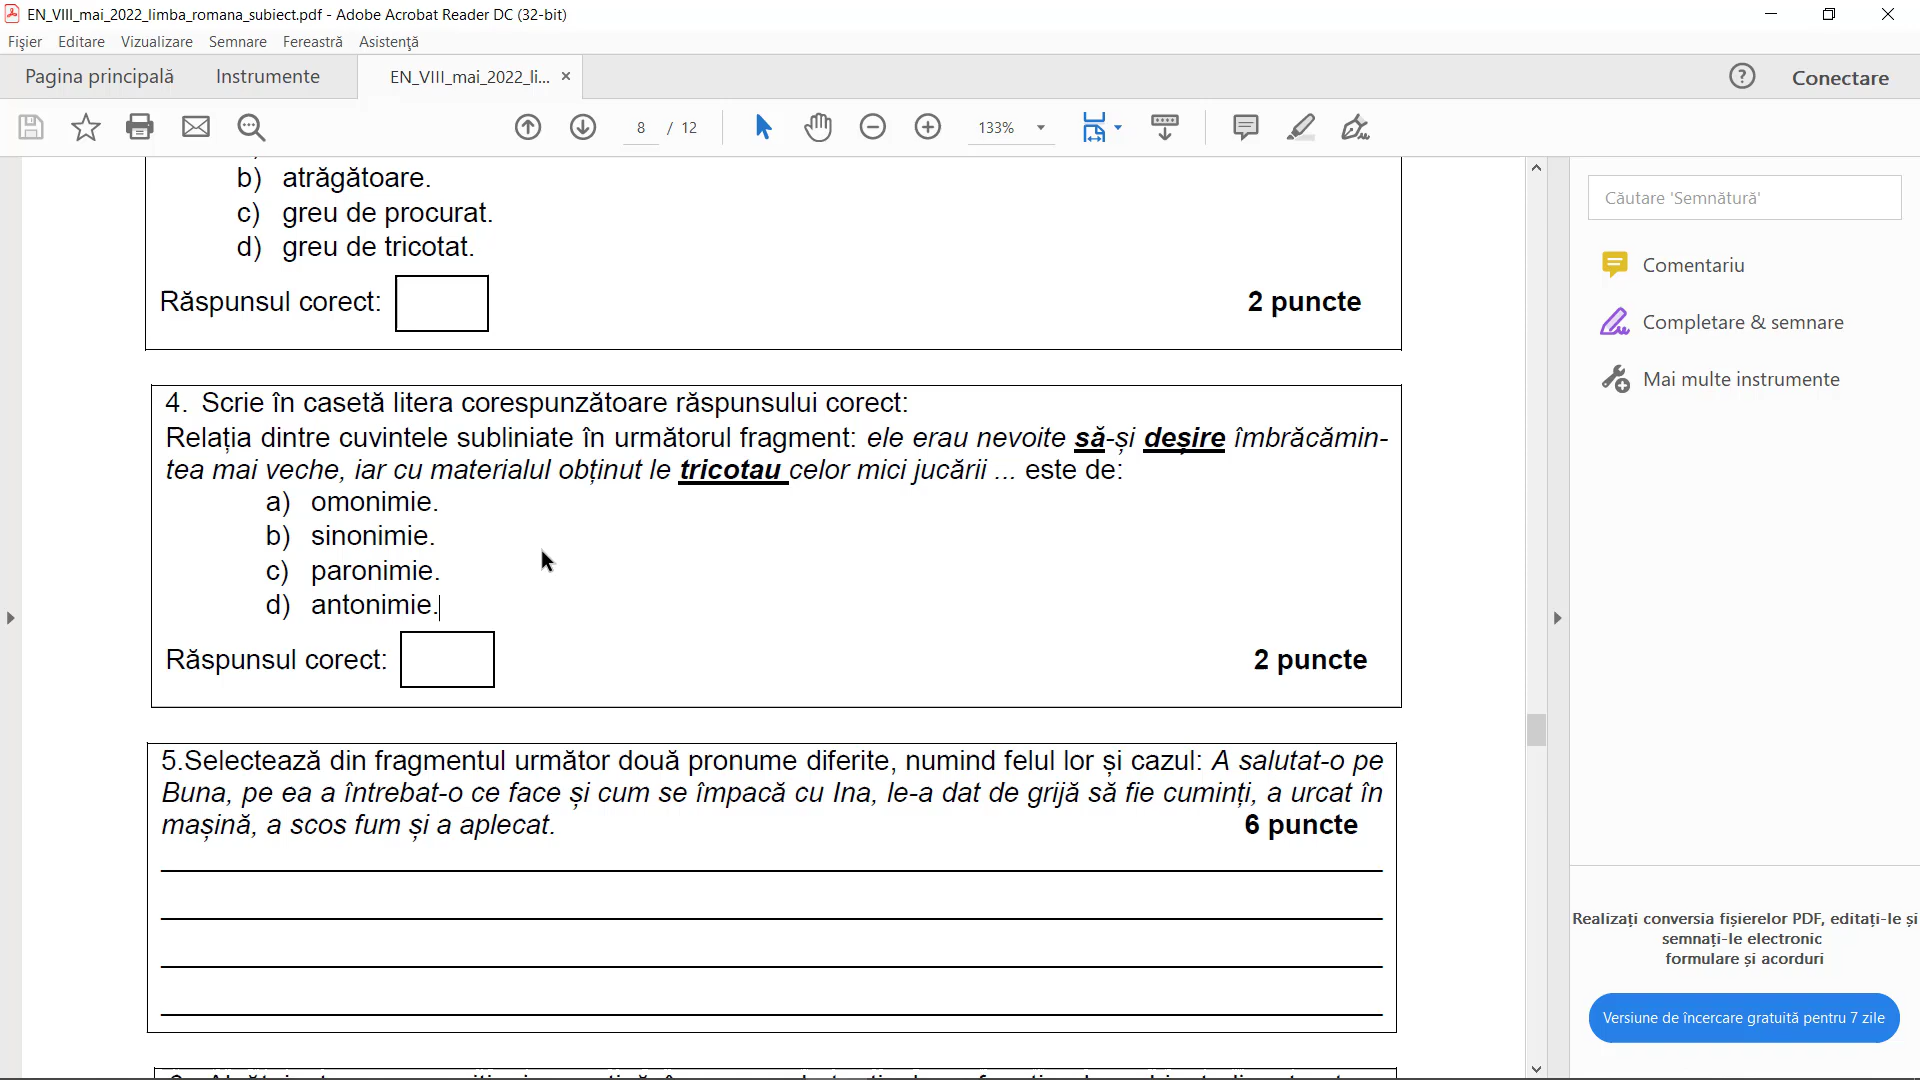 EN_VIII_mai_2022_limba_romana_subiect.pdf - Adobe Acrobat Reader DC (32-bit)
Fișier Editare Vizualizare Semnare Fereastră Asistență
Pagina principală Instrumente EN_VIII_mai_2022_li... × Conectare
8 / 12 133%
b) atrăgătoare.
c) greu de procurat.
d) greu de tricotat.
Răspunsul corect: 2 puncte
4. Scrie în casetă litera corespunzătoare răspunsului corect:
Relația dintre cuvintele subliniate în următorul fragment: ele erau nevoite să-și deșire îmbrăcămin-
tea mai veche, iar cu materialul obținut le tricotau celor mici jucării ... este de:
a) omonimie.
b) sinonimie.
c) paronimie.
d) antonimie.
Răspunsul corect: 2 puncte
5.Selectează din fragmentul următor două pronume diferite, numind felul lor și cazul: A salutat-o pe
Buna, pe ea a întrebat-o ce face și cum se împacă cu Ina, le-a dat de grijă să fie cuminți, a urcat în
mașină, a scos fum și a aplecat. 6 puncte
Căutare 'Semnătură'
Comentariu
Completare & semnare
Mai multe instrumente
Realizați conversia fișierelor PDF, editați-le și
semnați-le electronic
formulare și acorduri
Versiune de încercare gratuită pentru 7 zile